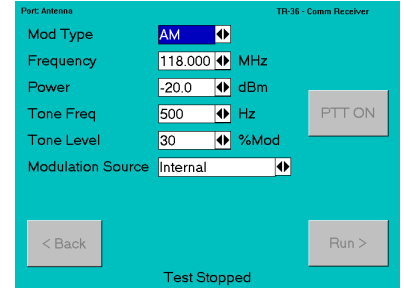 Port: Antenna TR-36 - Comm Receiver
Mod Type AM
Frequency 118.000 MHz
Power -20.0 dBm
Tone Freq 500 Hz
PTT ON
Tone Level 30 %Mod
Modulation Source Internal
< Back Run >
Test Stopped